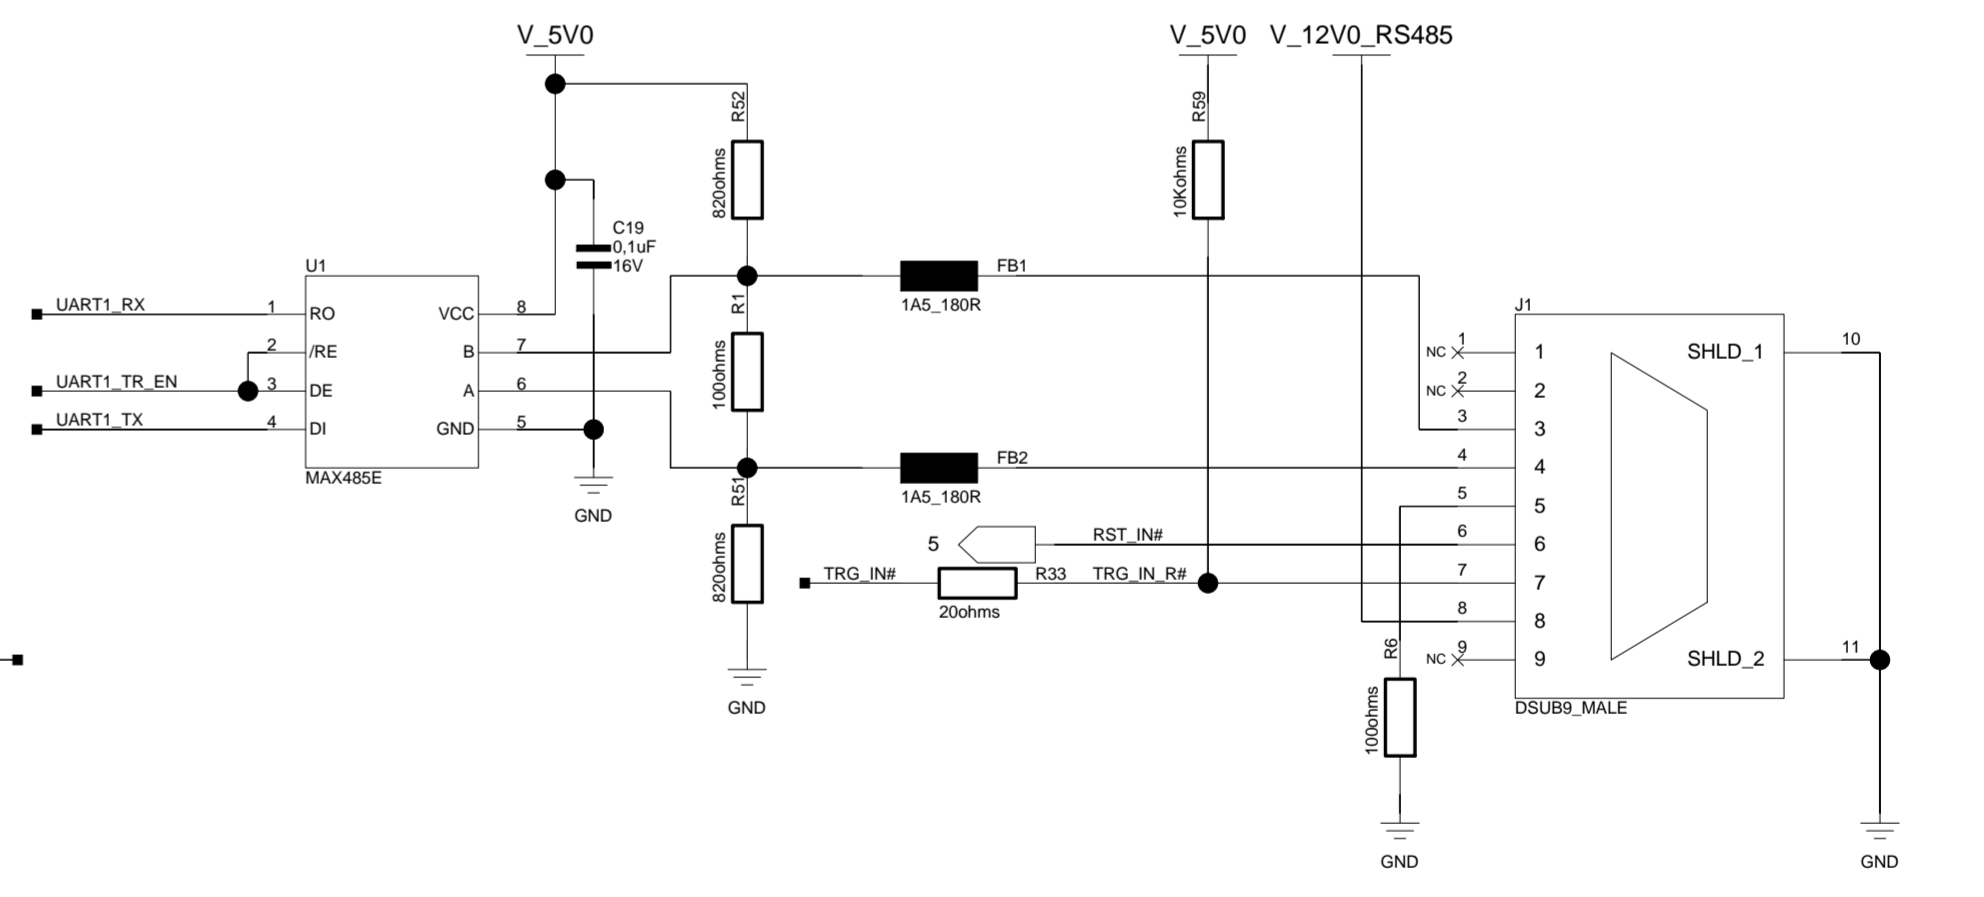 V_5V0
V_5V0
V_12V0_RS485
R52
820ohms
R59
10Kohms
C19
0,1uF
16V
U1
UART1_RX
1
RO
VCC
8
2
/RE
B
7
UART1_TR_EN
3
DE
A
6
UART1_TX
4
DI
GND
5
MAX485E
GND
R1
100ohms
FB1
1A5_180R
R51
820ohms
FB2
1A5_180R
GND
5
RST_IN#
TRG_IN#
R33
TRG_IN_R#
20ohms
J1
NC
1
1
SHLD_1
10
NC
2
2
3
3
4
4
5
5
6
6
7
7
8
8
NC
9
9
SHLD_2
11
DSUB9_MALE
R6
100ohms
GND
GND